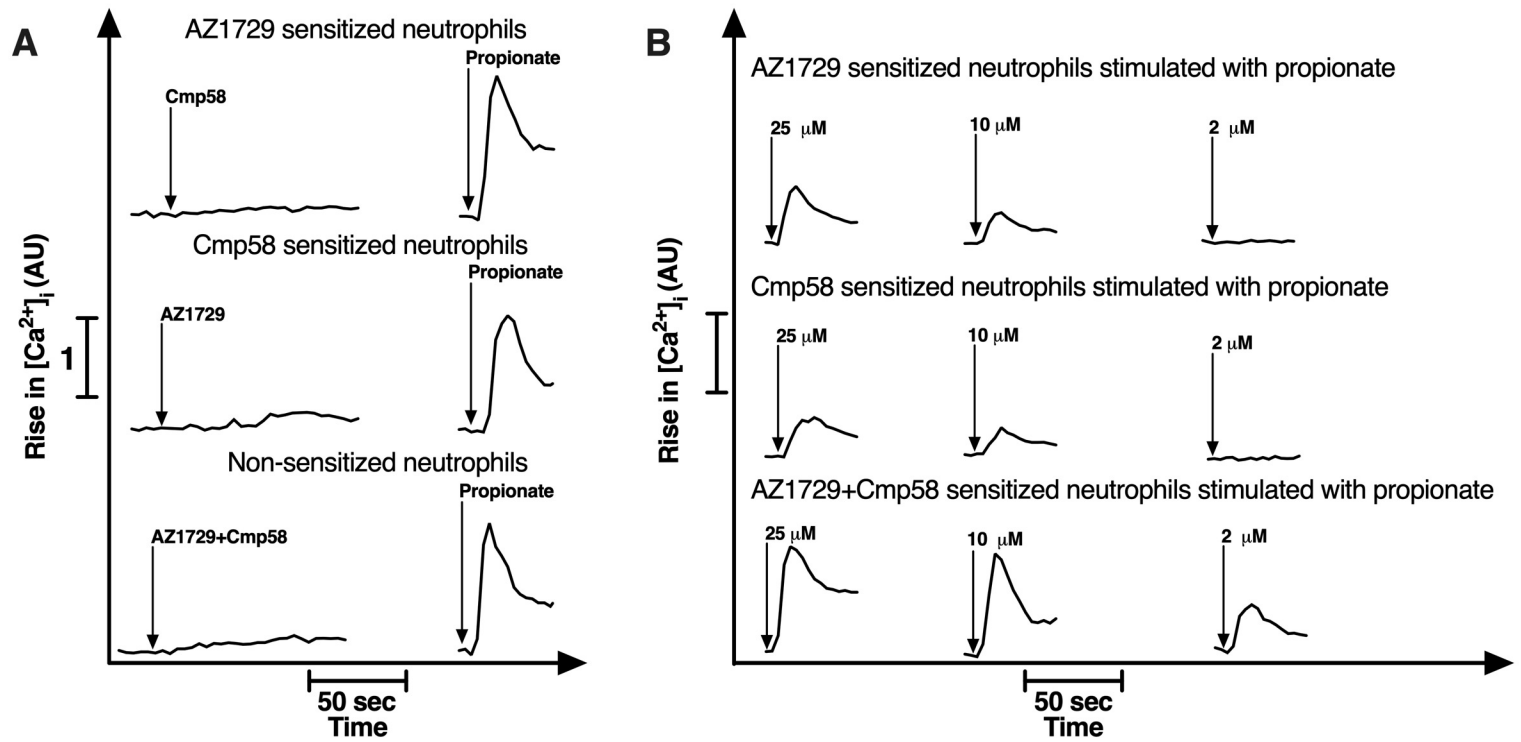 A
AZ1729 sensitized neutrophils
Propionate
Cmp58
Cmp58 sensitized neutrophils
Propionate
AZ1729
Non-sensitized neutrophils
Propionate
AZ1729+Cmp58
Rise in [Ca2+]i (AU)
1
50 sec
Time
B
AZ1729 sensitized neutrophils stimulated with propionate
25 μM
10 μM
2 μM
Cmp58 sensitized neutrophils stimulated with propionate
25 μM
10 μM
2 μM
AZ1729+Cmp58 sensitized neutrophils stimulated with propionate
25 μM
10 μM
2 μM
Rise in [Ca2+]i (AU)
50 sec
Time